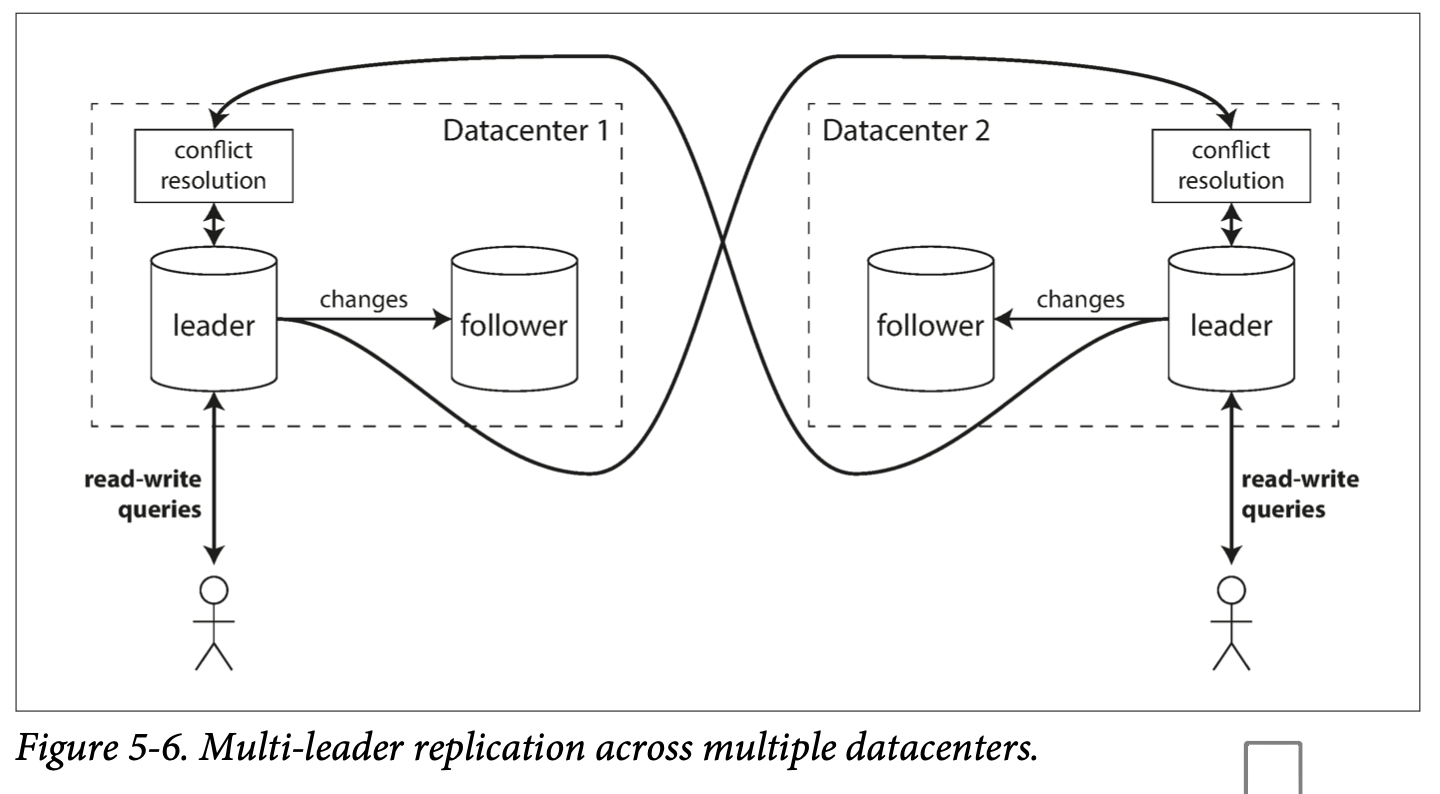 Datacenter 1
conflict
resolution
leader
changes
follower
read-write
queries
Datacenter 2
conflict
resolution
follower
changes
leader
read-write
queries
Figure 5-6. Multi-leader replication across multiple datacenters.